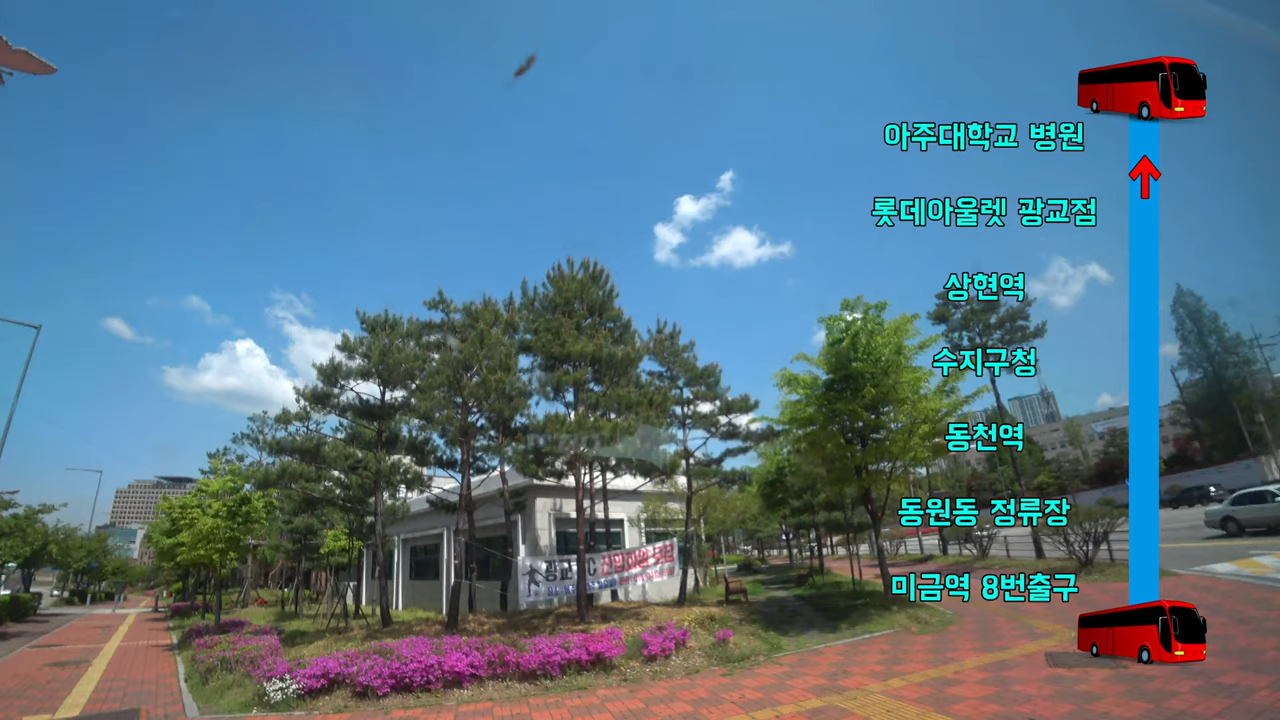 아주대학교 병원
롯데아울렛 광교점
상현역
수지구청
동천역
동원동 정류장
미금역 8번출구
광교